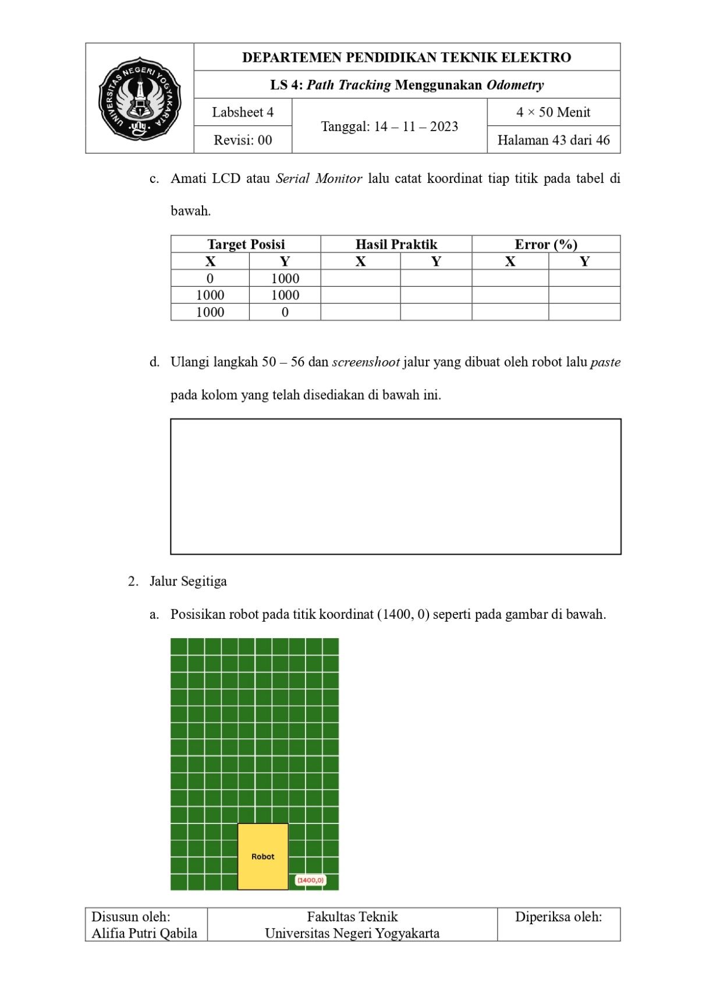 UNIVERSITAS NEGERI YOGYAKARTA
.uny.
DEPARTEMEN PENDIDIKAN TEKNIK ELEKTRO
LS 4: Path Tracking Menggunakan Odometry
Labsheet 4
Tanggal: 14 – 11 – 2023
4 × 50 Menit
Revisi: 00
Halaman 43 dari 46
c. Amati LCD atau Serial Monitor lalu catat koordinat tiap titik pada tabel di
bawah.
Target Posisi Hasil Praktik Error (%)
X Y X Y X Y
0 1000
1000 1000
1000 0
d. Ulangi langkah 50 – 56 dan screenshoot jalur yang dibuat oleh robot lalu paste
pada kolom yang telah disediakan di bawah ini.
2. Jalur Segitiga
a. Posisikan robot pada titik koordinat (1400, 0) seperti pada gambar di bawah.
Robot
(1400,0)
Disusun oleh:
Alifia Putri Qabila
Fakultas Teknik
Universitas Negeri Yogyakarta
Diperiksa oleh: